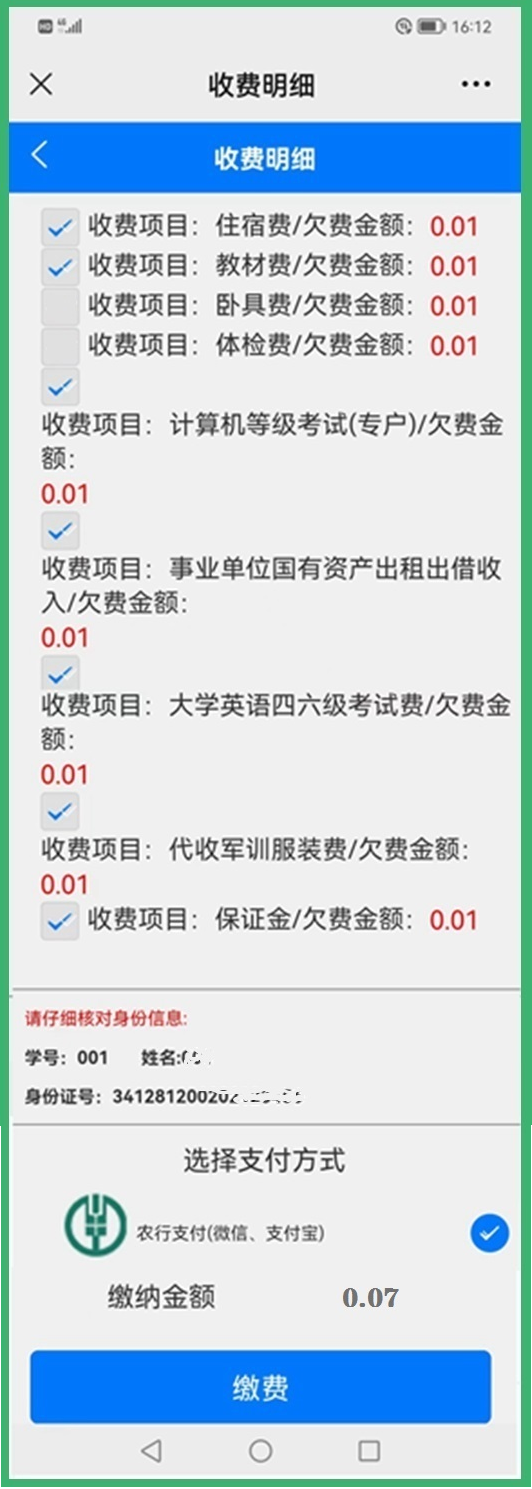 HD 4G 16:12
收费明细
收费明细
收费项目：住宿费/欠费金额：0.01
收费项目：教材费/欠费金额：0.01
收费项目：卧具费/欠费金额：0.01
收费项目：体检费/欠费金额：0.01
收费项目：计算机等级考试(专户)/欠费金
额：
0.01
收费项目：事业单位国有资产出租出借收
入/欠费金额：
0.01
收费项目：大学英语四六级考试费/欠费金
额：
0.01
收费项目：代收军训服装费/欠费金额：
0.01
收费项目：保证金/欠费金额：0.01
请仔细核对身份信息:
学号：001 姓名:
身份证号：
选择支付方式
农行支付(微信、支付宝)
缴纳金额 0.07
缴费